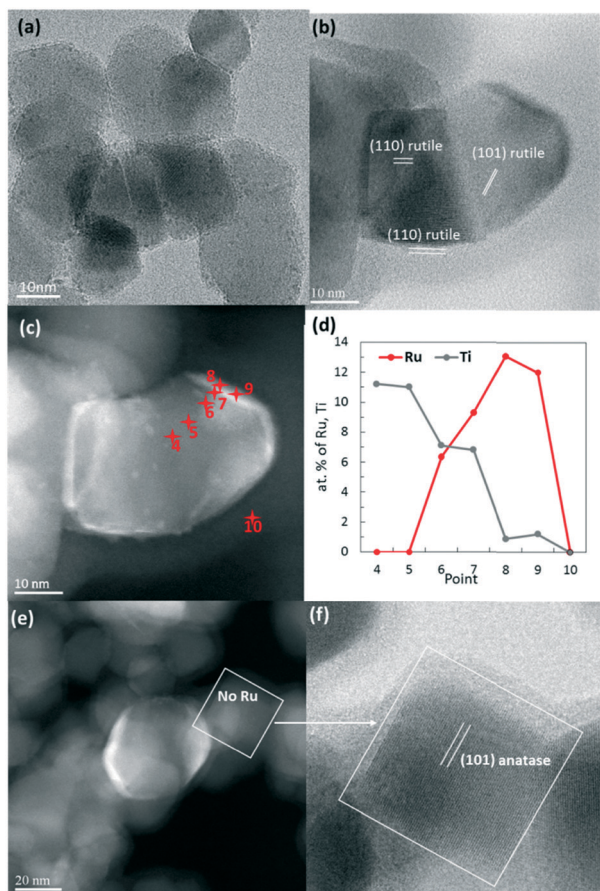 (a)
10nm
(b)
(110) rutile
(101) rutile
(110) rutile
10 nm
(c)
8
9
7
6
5
4
10
10 nm
(d)
Ru
Ti
at. % of Ru, Ti
14
12
10
8
6
4
2
0
4
5
6
7
8
9
10
Point
(e)
No Ru
20 nm
(f)
(101) anatase